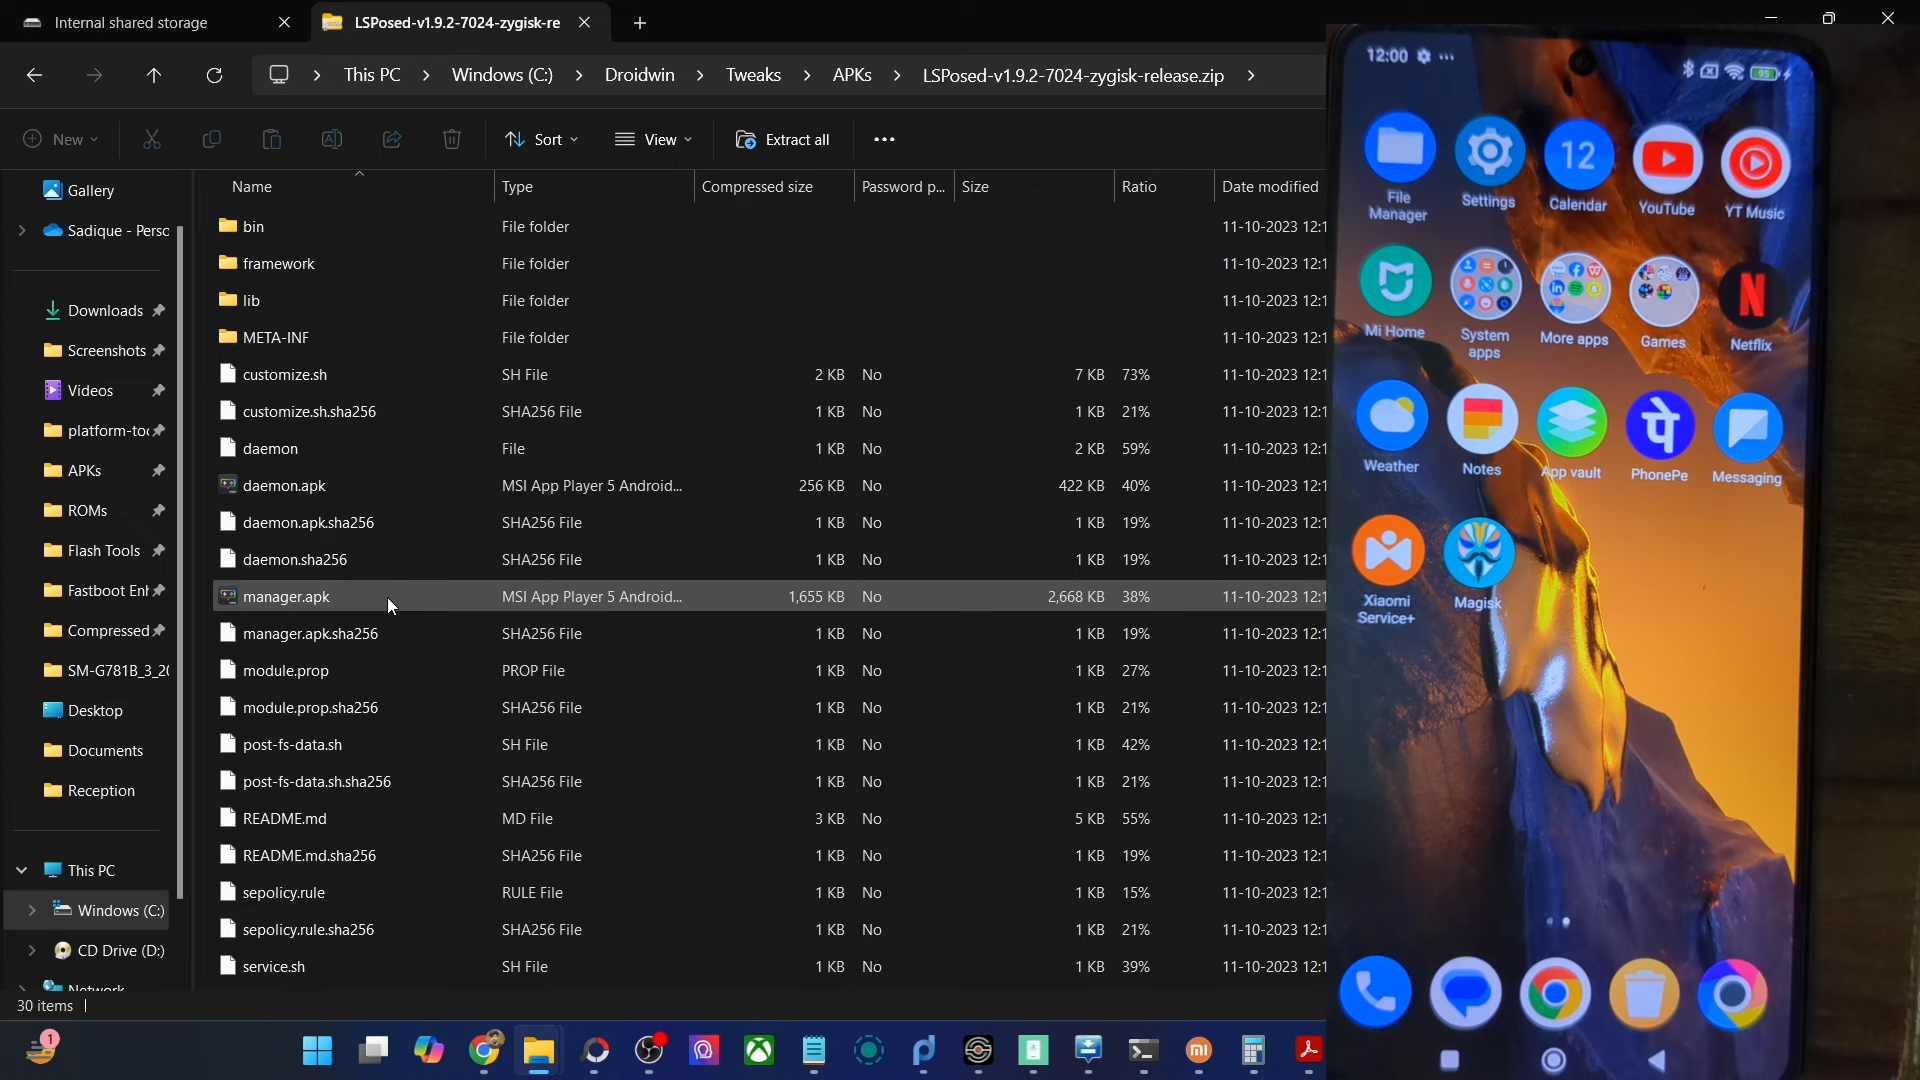 Internal shared storage
LSPosed-v1.9.2-7024-zygisk-re
This PC > Windows (C:) > Droidwin > Tweaks > APKs > LSPosed-v1.9.2-7024-zygisk-release.zip >
New
Sort
View
Extract all
Name Type Compressed size Password p... Size Ratio Date modified
bin File folder 11-10-2023 12:1
framework File folder 11-10-2023 12:1
lib File folder 11-10-2023 12:1
META-INF File folder 11-10-2023 12:1
customize.sh SH File 2 KB No 7 KB 73% 11-10-2023 12:1
customize.sh.sha256 SHA256 File 1 KB No 1 KB 21% 11-10-2023 12:1
daemon File 1 KB No 2 KB 59% 11-10-2023 12:1
daemon.apk MSI App Player 5 Android... 256 KB No 422 KB 40% 11-10-2023 12:1
daemon.apk.sha256 SHA256 File 1 KB No 1 KB 19% 11-10-2023 12:1
daemon.sha256 SHA256 File 1 KB No 1 KB 19% 11-10-2023 12:1
manager.apk MSI App Player 5 Android... 1,655 KB No 2,668 KB 38% 11-10-2023 12:1
manager.apk.sha256 SHA256 File 1 KB No 1 KB 19% 11-10-2023 12:1
module.prop PROP File 1 KB No 1 KB 27% 11-10-2023 12:1
module.prop.sha256 SHA256 File 1 KB No 1 KB 21% 11-10-2023 12:1
post-fs-data.sh SH File 1 KB No 1 KB 42% 11-10-2023 12:1
post-fs-data.sh.sha256 SHA256 File 1 KB No 1 KB 21% 11-10-2023 12:1
README.md MD File 3 KB No 5 KB 55% 11-10-2023 12:1
README.md.sha256 SHA256 File 1 KB No 1 KB 19% 11-10-2023 12:1
sepolicy.rule RULE File 1 KB No 1 KB 15% 11-10-2023 12:1
sepolicy.rule.sha256 SHA256 File 1 KB No 1 KB 21% 11-10-2023 12:1
service.sh SH File 1 KB No 1 KB 39% 11-10-2023 12:1
Gallery
Sadique - Perso
Downloads
Screenshots
Videos
platform-too
APKs
ROMs
Flash Tools
Fastboot Enh
Compressed
SM-G781B_3_20
Desktop
Documents
Reception
This PC
Windows (C:)
CD Drive (D:)
Network
30 items
1
12:00
95
12
File
Manager
Settings
Calendar
YouTube
YT Music
Mi Home
System
apps
More apps
Games
N
Netflix
Weather
Notes
App vault
पे
PhonePe
Messaging
Xiaomi
Service+
Magisk